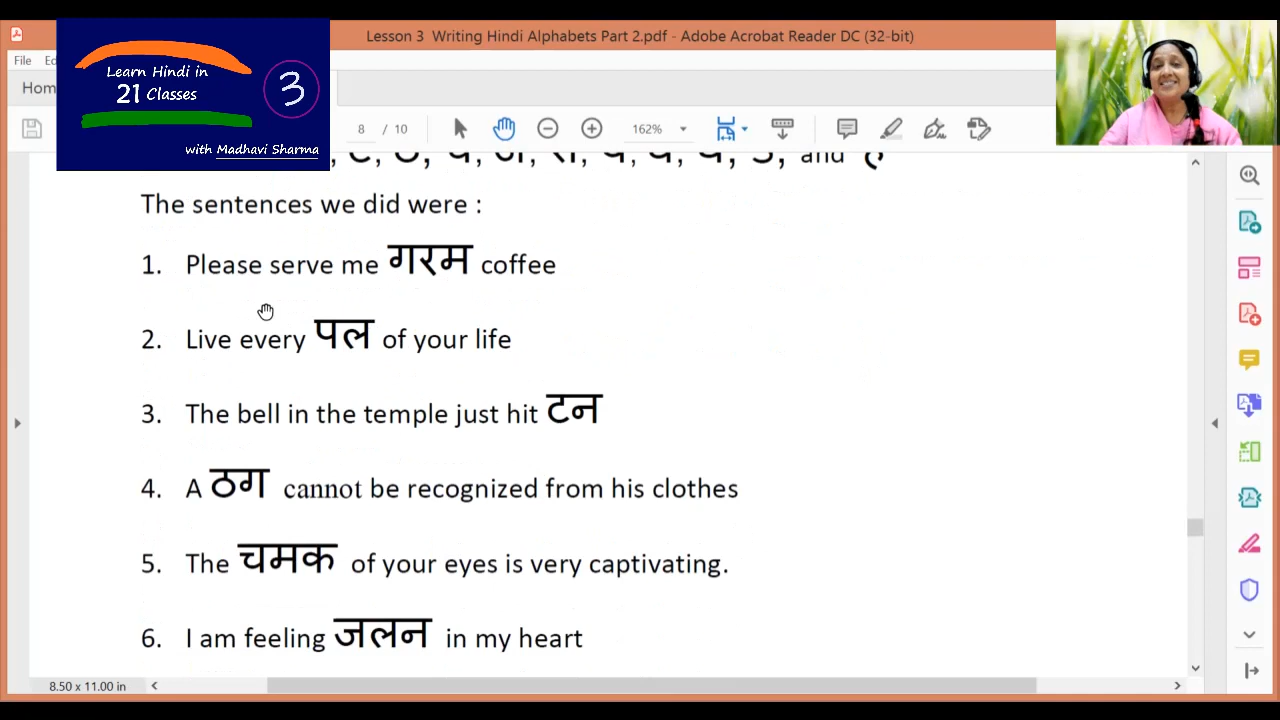 Lesson 3 Writing Hindi Alphabets Part 2.pdf - Adobe Acrobat Reader DC (32-bit)
File
Learn Hindi in
21 Classes
3
with Madhavi Sharma
8 / 10
162%
and ह
The sentences we did were :
1. Please serve me गरम coffee
2. Live every पल of your life
3. The bell in the temple just hit टन
4. A ठग cannot be recognized from his clothes
5. The चमक of your eyes is very captivating.
6. I am feeling जलन in my heart
8.50 x 11.00 in